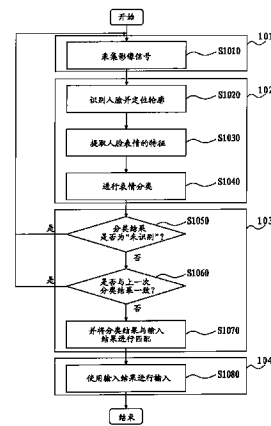 开始
101
采集影像信号
S1010
102
识别人脸并定位轮廓
S1020
提取人脸表情的特征
S1030
进行表情分类
S1040
103
分类结果
是否为“未识别”?
S1050
是
否
是否与上一次
分类结果一致?
S1060
是
否
并将分类结果与输入
结果进行匹配
S1070
104
使用输入结果进行输入
S1080
结束